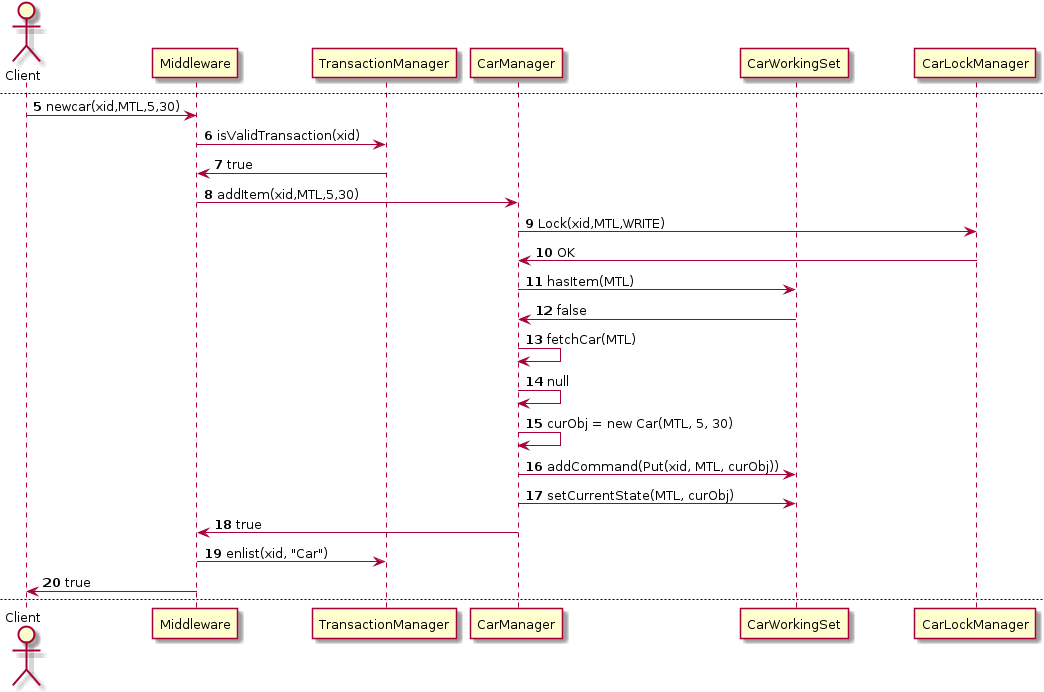 Client
Middleware TransactionManager CarManager CarWorkingSet CarLockManager
5 newcar(xid,MTL,5,30)
6 isValidTransaction(xid)
7 true
8 addItem(xid,MTL,5,30)
9 Lock(xid,MTL,WRITE)
10 OK
11 hasItem(MTL)
12 false
13 fetchCar(MTL)
14 null
15 curObj = new Car(MTL, 5, 30)
16 addCommand(Put(xid, MTL, curObj))
17 setCurrentState(MTL, curObj)
18 true
19 enlist(xid, "Car")
20 true
Client
Middleware TransactionManager CarManager CarWorkingSet CarLockManager